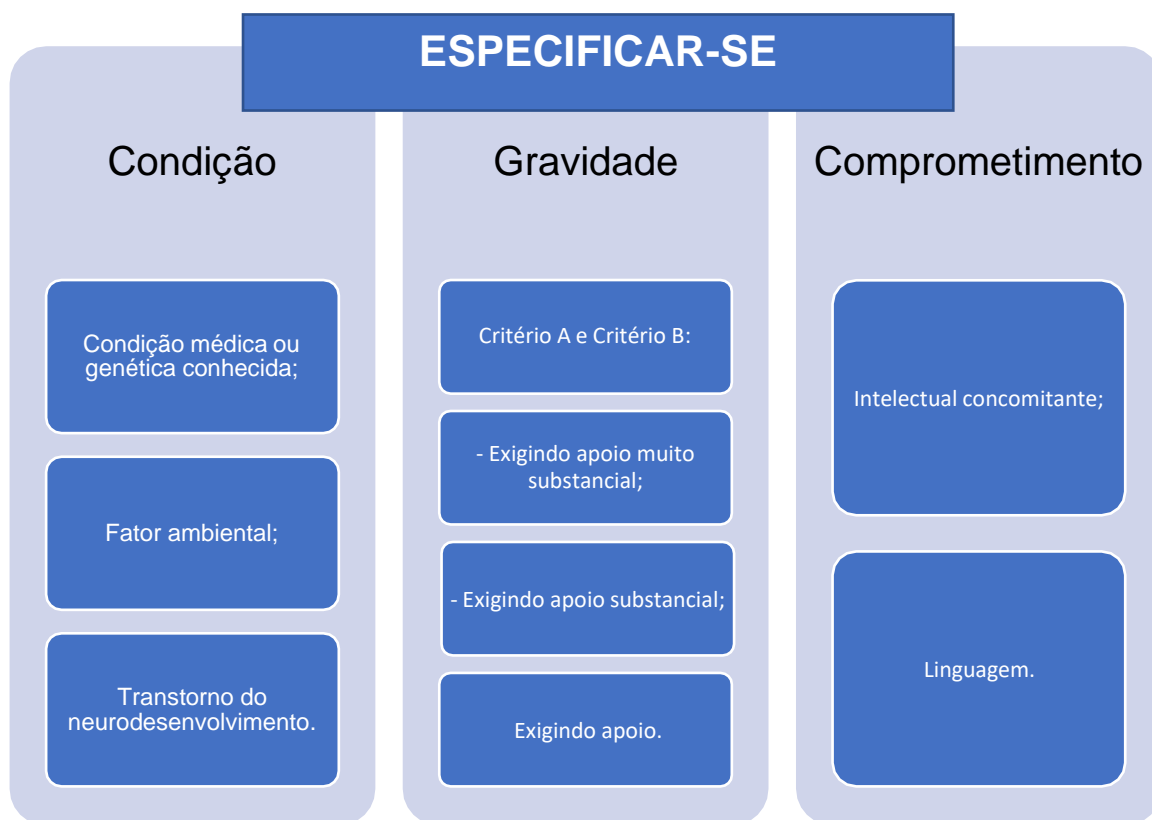 ESPECIFICAR-SE
Condição
Condição médica ou
genética conhecida;
Fator ambiental;
Transtorno do
neurodesenvolvimento.
Gravidade
Critério A e Critério B:
- Exigindo apoio muito
substancial;
- Exigindo apoio substancial;
Exigindo apoio.
Comprometimento
Intelectual concomitante;
Linguagem.